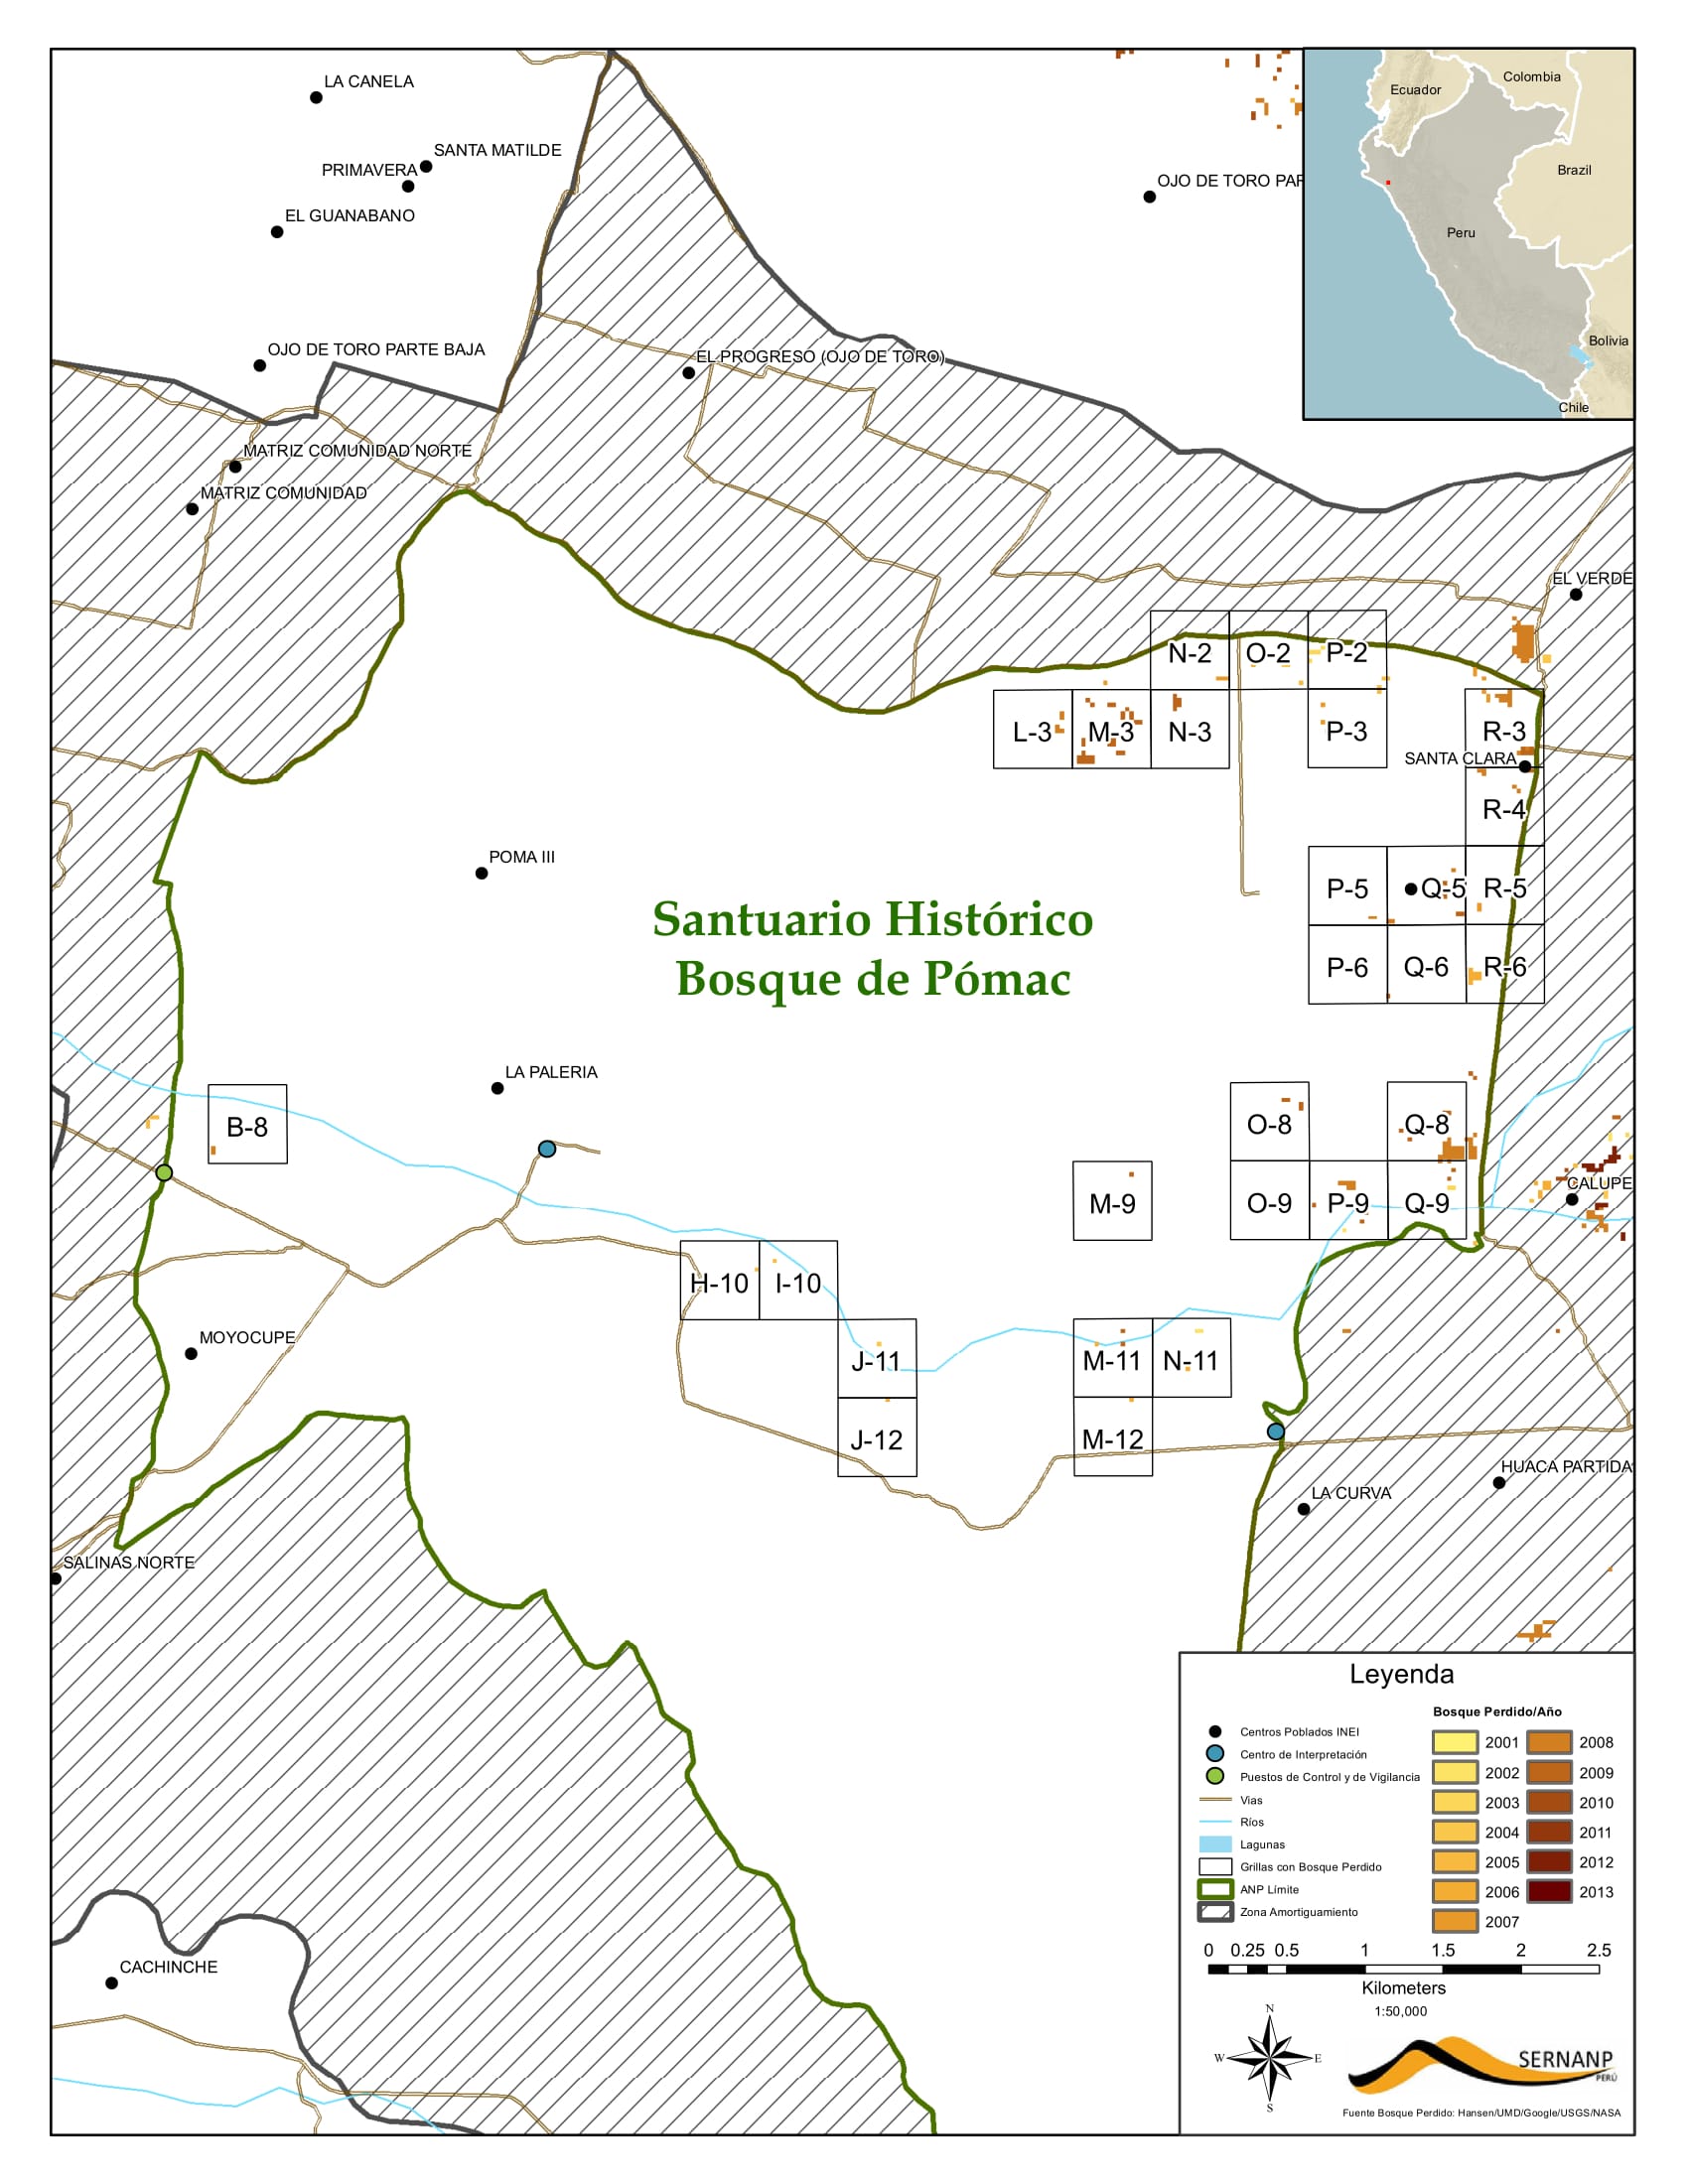 LA CANELA
SANTA MATILDE
PRIMAVERA
EL GUANABANO
OJO DE TORO PAR
Colombia
Ecuador
Brazil
Peru
Bolivia
Chile
OJO DE TORO PARTE BAJA
EL PROGRESO (OJO DE TORO)
MATRIZ COMUNIDAD NORTE
MATRIZ COMUNIDAD
EL VERDE
N-2 O-2 P-2
L-3 M-3 N-3 P-3 R-3
SANTA CLARA
R-4
POMA III
P-5 Q-5 R-5
Santuario Histórico
Bosque de Pómac
P-6 Q-6 R-6
LA PALERIA
B-8 O-8 Q-8
CALUPE
M-9 O-9 P-9 Q-9
H-10 I-10
MOYOCUPE
J-11 M-11 N-11
J-12 M-12
HUACA PARTIDA
LA CURVA
SALINAS NORTE
CACHINCHE
Leyenda
Centros Poblados INEI
Centro de Interpretación
Puestos de Control y de Vigilancia
Vias
Ríos
Lagunas
Grillas con Bosque Perdido
ANP Límite
Zona Amortiguamiento
Bosque Perdido/Año
2001 2008
2002 2009
2003 2010
2004 2011
2005 2012
2006 2013
2007
0 0.25 0.5 1 1.5 2 2.5
Kilometers
1:50,000
N
W E
S
SERNANP
PERÚ
Fuente Bosque Perdido: Hansen/UMD/Google/USGS/NASA